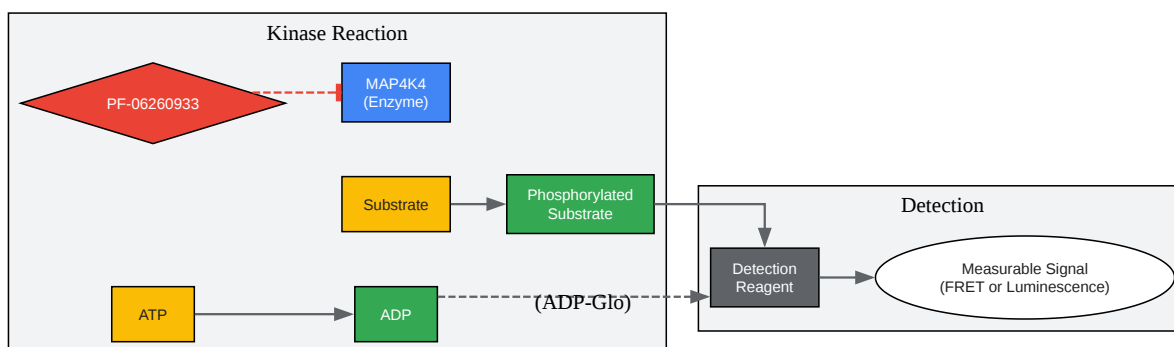 Kinase Reaction
PF-06260933
MAP4K4
(Enzyme)
Substrate
Phosphorylated
Substrate
Detection
Detection
Reagent
Measurable Signal
(FRET or Luminescence)
ATP
ADP
(ADP-Glo)